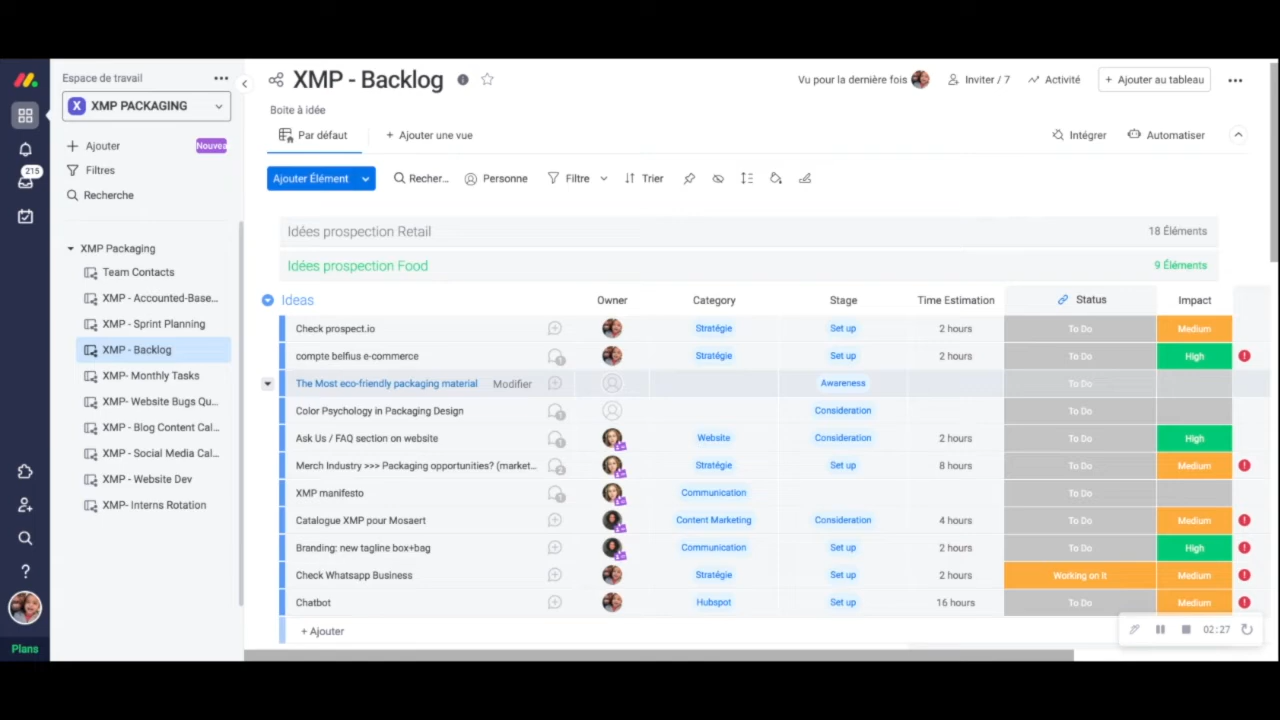 Espace de travail
X XMP PACKAGING
Ajouter Nouvea
Filtres
Recherche
215
XMP Packaging
Team Contacts
XMP - Accounted-Base...
XMP - Sprint Planning
XMP - Backlog
XMP- Monthly Tasks
XMP- Website Bugs Qu...
XMP - Blog Content Cal...
XMP - Social Media Cal...
XMP - Website Dev
XMP- Interns Rotation
?
Plans
XMP - Backlog
Vu pour la dernière fois
Inviter / 7
Activité
+ Ajouter au tableau
Boite à idée
Par défaut
+ Ajouter une vue
Intégrer
Automatiser
Ajouter Élément
Recher...
Personne
Filtre
Trier
Idées prospection Retail 18 Éléments
Idées prospection Food 9 Éléments
Ideas Owner Category Stage Time Estimation Status Impact
Check prospect.io Stratégie Set up 2 hours To Do Medium
compte belfius e-commerce 1 Stratégie Set up 2 hours To Do High
The Most eco-friendly packaging material Modifier Awareness To Do
Color Psychology in Packaging Design 1 Consideration To Do
Ask Us / FAQ section on website 1 Website Consideration 2 hours To Do High
Merch Industry >>> Packaging opportunities? (market... 2 Stratégie Set up 8 hours To Do Medium
XMP manifesto 1 Communication To Do
Catalogue XMP pour Mosaert Content Marketing Consideration 4 hours To Do Medium
Branding: new tagline box+bag Communication Set up 2 hours To Do High
Check Whatsapp Business Stratégie Set up 2 hours Working on it Medium
Chatbot Hubspot Set up 16 hours To Do Medium
+ Ajouter
02:27